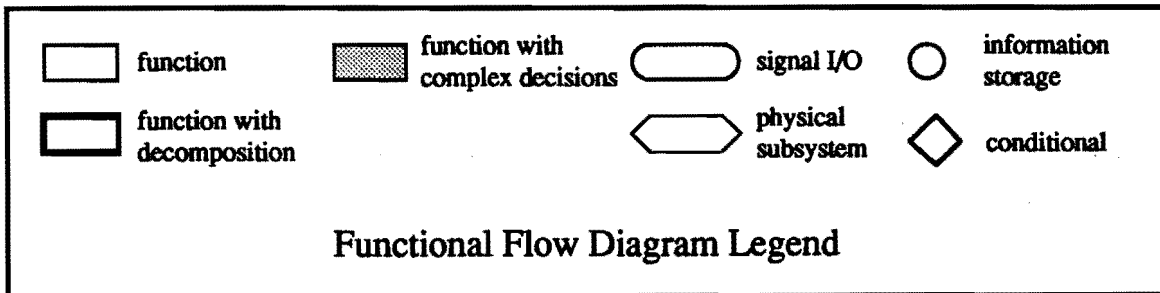 function
function with
complex decisions
signal I/O
information
storage
function with
decomposition
physical
subsystem
conditional
Functional Flow Diagram Legend